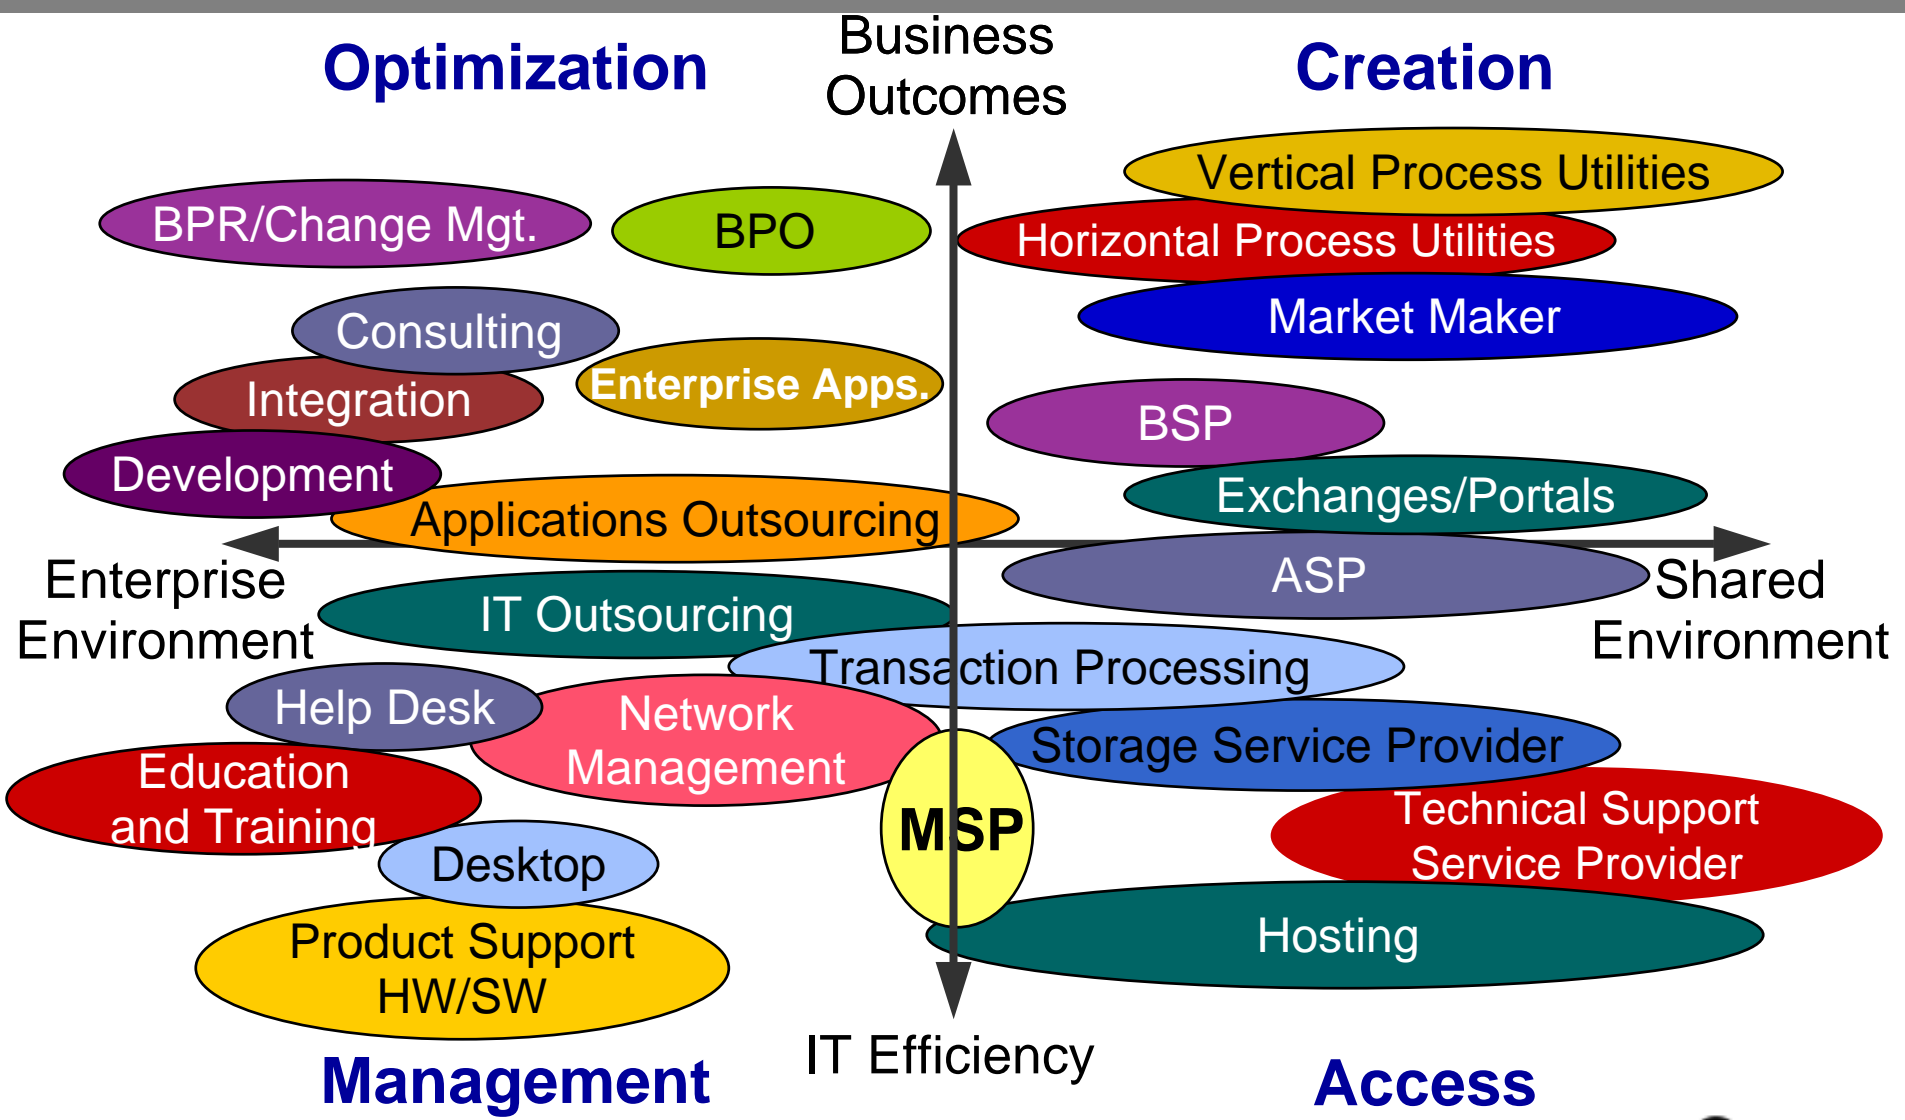 Business
Outcomes
Optimization
Creation
Vertical Process Utilities
BPR/Change Mgt.
BPO
Horizontal Process Utilities
Market Maker
Consulting
Enterprise Apps.
Integration
BSP
Development
Exchanges/Portals
Applications Outsourcing
Enterprise
Environment
ASP
Shared
Environment
IT Outsourcing
Transaction Processing
Help Desk
Network
Management
Storage Service Provider
Education
and Training
MSP
Technical Support
Service Provider
Desktop
Hosting
Product Support
HW/SW
IT Efficiency
Management
Access